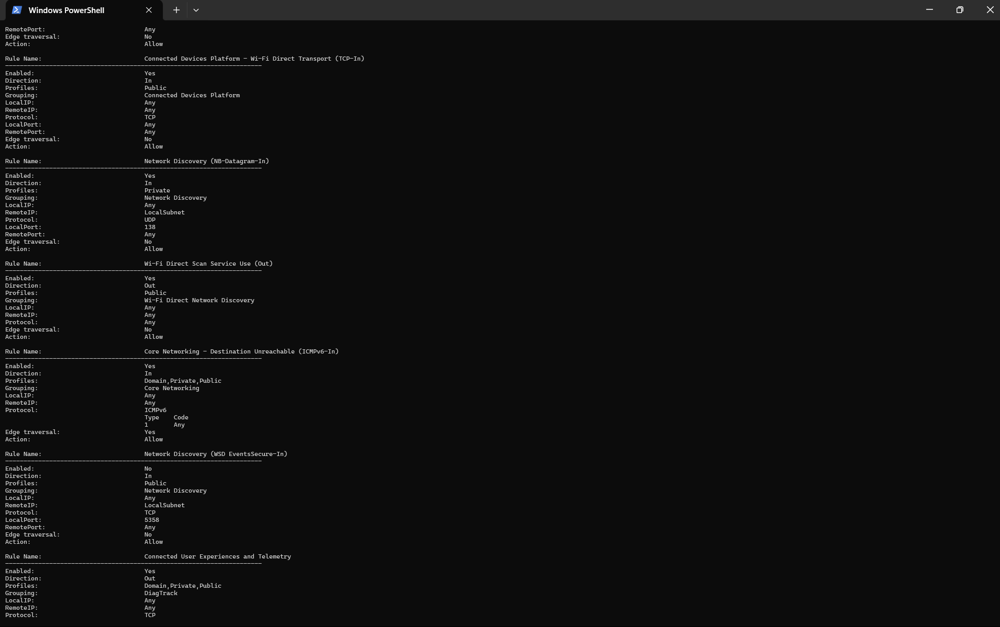 Windows PowerShell
RemotePort: Any
Edge traversal: No
Action: Allow
Rule Name: Connected Devices Platform - Wi-Fi Direct Transport (TCP-In)
----------------------------------------------------------------------
Enabled: Yes
Direction: In
Profiles: Public
Grouping: Connected Devices Platform
LocalIP: Any
RemoteIP: Any
Protocol: TCP
LocalPort: Any
RemotePort: Any
Edge traversal: No
Action: Allow
Rule Name: Network Discovery (NB-Datagram-In)
----------------------------------------------------------------------
Enabled: Yes
Direction: In
Profiles: Private
Grouping: Network Discovery
LocalIP: Any
RemoteIP: LocalSubnet
Protocol: UDP
LocalPort: 138
RemotePort: Any
Edge traversal: No
Action: Allow
Rule Name: Wi-Fi Direct Scan Service Use (Out)
----------------------------------------------------------------------
Enabled: Yes
Direction: Out
Profiles: Public
Grouping: Wi-Fi Direct Network Discovery
LocalIP: Any
RemoteIP: Any
Protocol: Any
Edge traversal: No
Action: Allow
Rule Name: Core Networking - Destination Unreachable (ICMPv6-In)
----------------------------------------------------------------------
Enabled: Yes
Direction: In
Profiles: Domain,Private,Public
Grouping: Core Networking
LocalIP: Any
RemoteIP: Any
Protocol: ICMPv6
Type Code
1 Any
Edge traversal: Yes
Action: Allow
Rule Name: Network Discovery (WSD EventsSecure-In)
----------------------------------------------------------------------
Enabled: No
Direction: In
Profiles: Public
Grouping: Network Discovery
LocalIP: Any
RemoteIP: LocalSubnet
Protocol: TCP
LocalPort: 5358
RemotePort: Any
Edge traversal: No
Action: Allow
Rule Name: Connected User Experiences and Telemetry
----------------------------------------------------------------------
Enabled: Yes
Direction: Out
Profiles: Domain,Private,Public
Grouping: DiagTrack
LocalIP: Any
RemoteIP: Any
Protocol: TCP